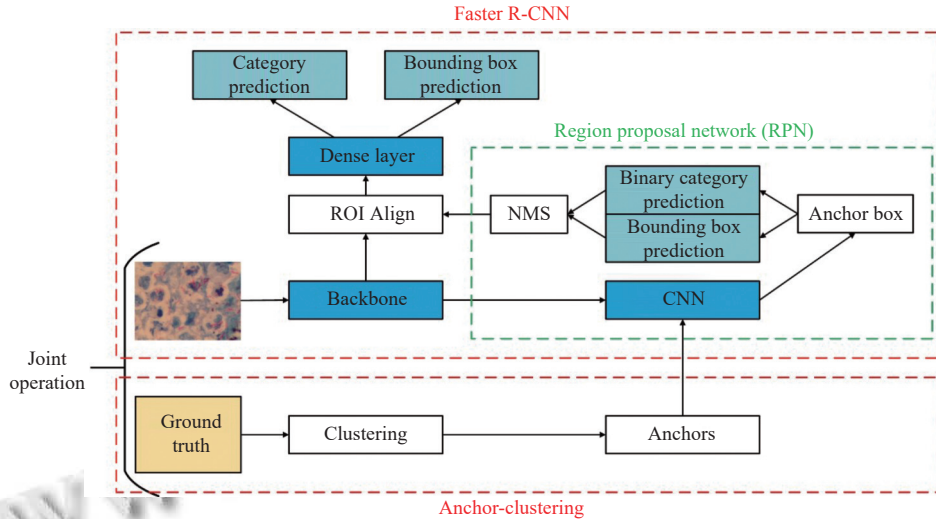 Faster R-CNN
Category
prediction
Bounding box
prediction
Region proposal network (RPN)
Dense layer
Binary category
prediction
ROI Align
NMS
Anchor box
Bounding box
prediction
Backbone
CNN
Joint
operation
Ground
truth
Clustering
Anchors
Anchor-clustering